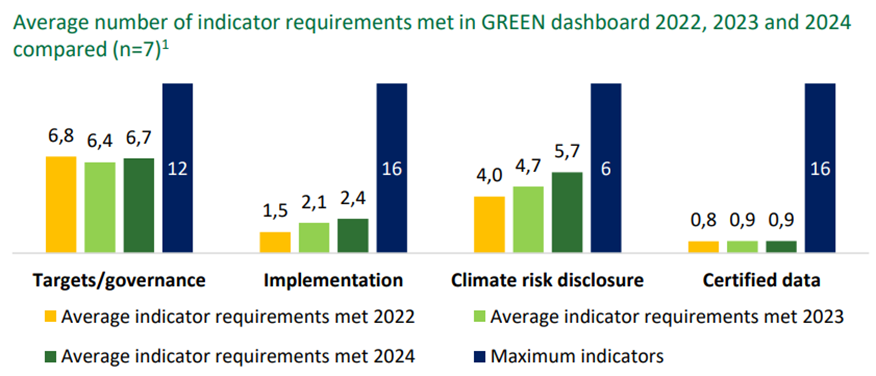 Average number of indicator requirements met in GREEN dashboard 2022, 2023 and 2024
compared (n=7)¹
6,8 6,4 6,7 12
1,5 2,1 2,4 16
4,0 4,7 5,7 6
0,8 0,9 0,9 16
Targets/governance Implementation Climate risk disclosure Certified data
Average indicator requirements met 2022 Average indicator requirements met 2023
Average indicator requirements met 2024 Maximum indicators